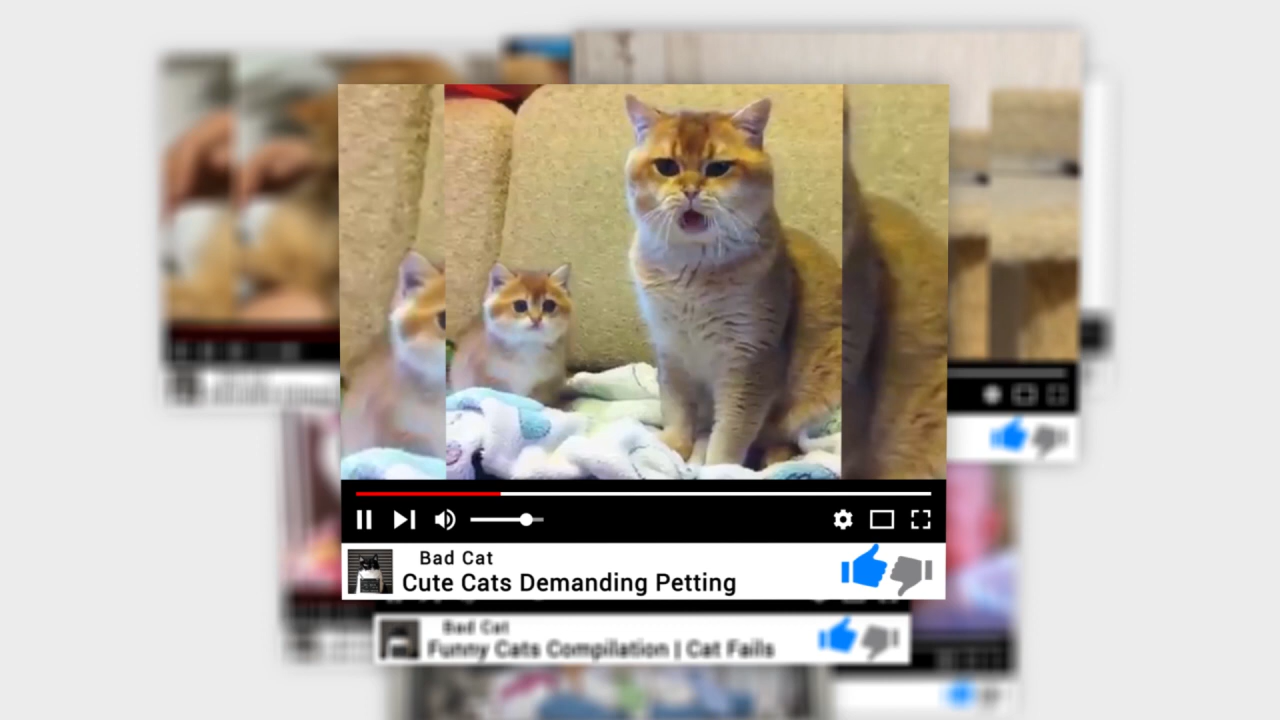 Bad Cat
Cute Cats Demanding Petting
Bad Cat
Funny Cats Compilation | Cat Fails